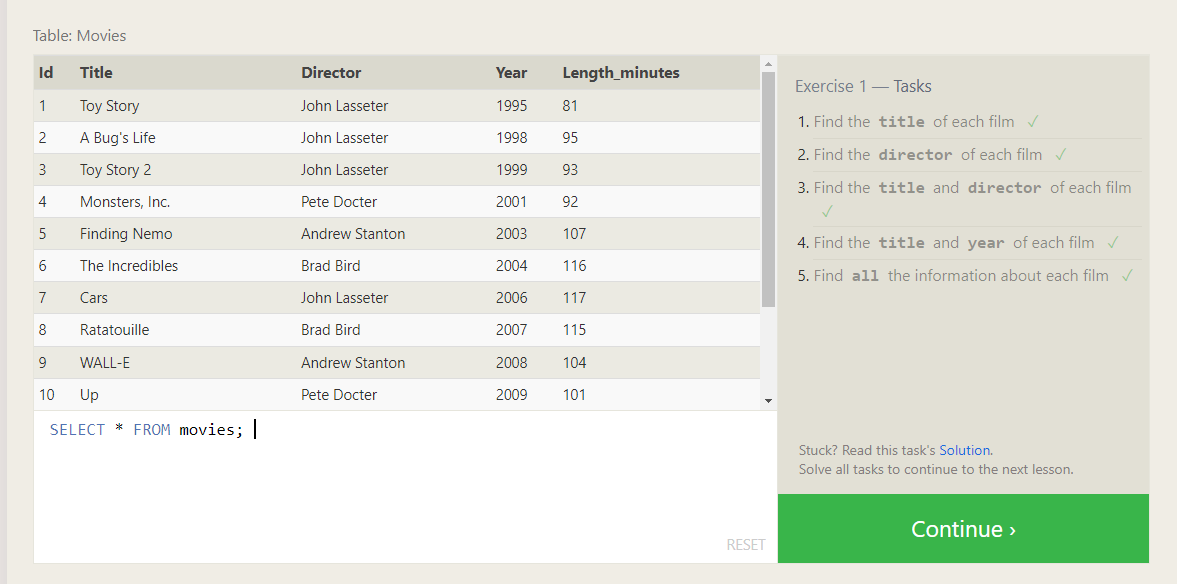 Table: Movies
Id Title Director Year Length_minutes
1 Toy Story John Lasseter 1995 81
2 A Bug's Life John Lasseter 1998 95
3 Toy Story 2 John Lasseter 1999 93
4 Monsters, Inc. Pete Docter 2001 92
5 Finding Nemo Andrew Stanton 2003 107
6 The Incredibles Brad Bird 2004 116
7 Cars John Lasseter 2006 117
8 Ratatouille Brad Bird 2007 115
9 WALL-E Andrew Stanton 2008 104
10 Up Pete Docter 2009 101
SELECT * FROM movies;
RESET
Exercise 1 — Tasks
1. Find the title of each film ✓
2. Find the director of each film ✓
3. Find the title and director of each film
✓
4. Find the title and year of each film ✓
5. Find all the information about each film ✓
Stuck? Read this task's Solution.
Solve all tasks to continue to the next lesson.
Continue ›